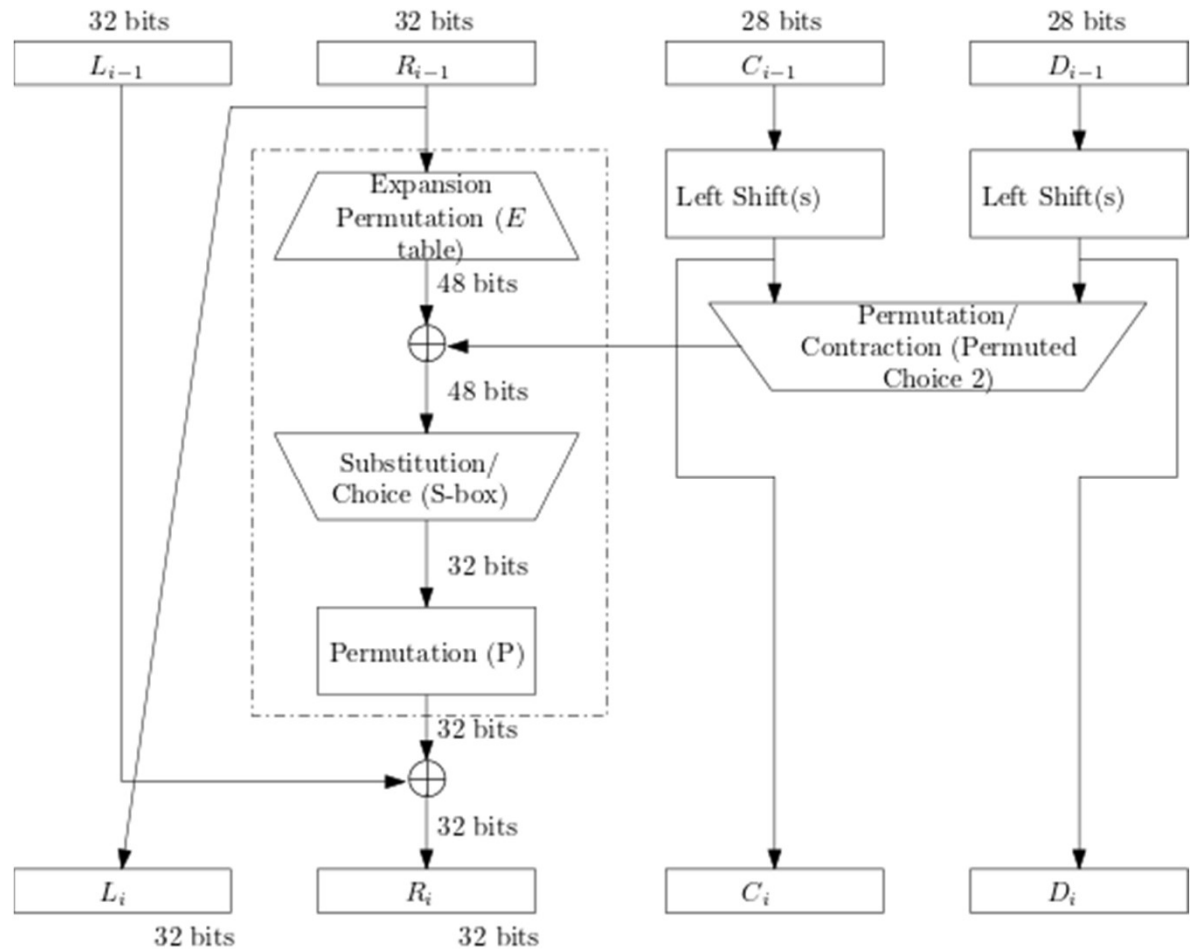 32 bits
32 bits
28 bits
28 bits
L_{i−1}
R_{i−1}
C_{i−1}
D_{i−1}
Expansion
Permutation (E
table)
Left Shift(s)
Left Shift(s)
48 bits
Permutation/
Contraction (Permuted
Choice 2)
48 bits
Substitution/
Choice (S-box)
32 bits
Permutation (P)
32 bits
32 bits
L_i
R_i
C_i
D_i
32 bits
32 bits